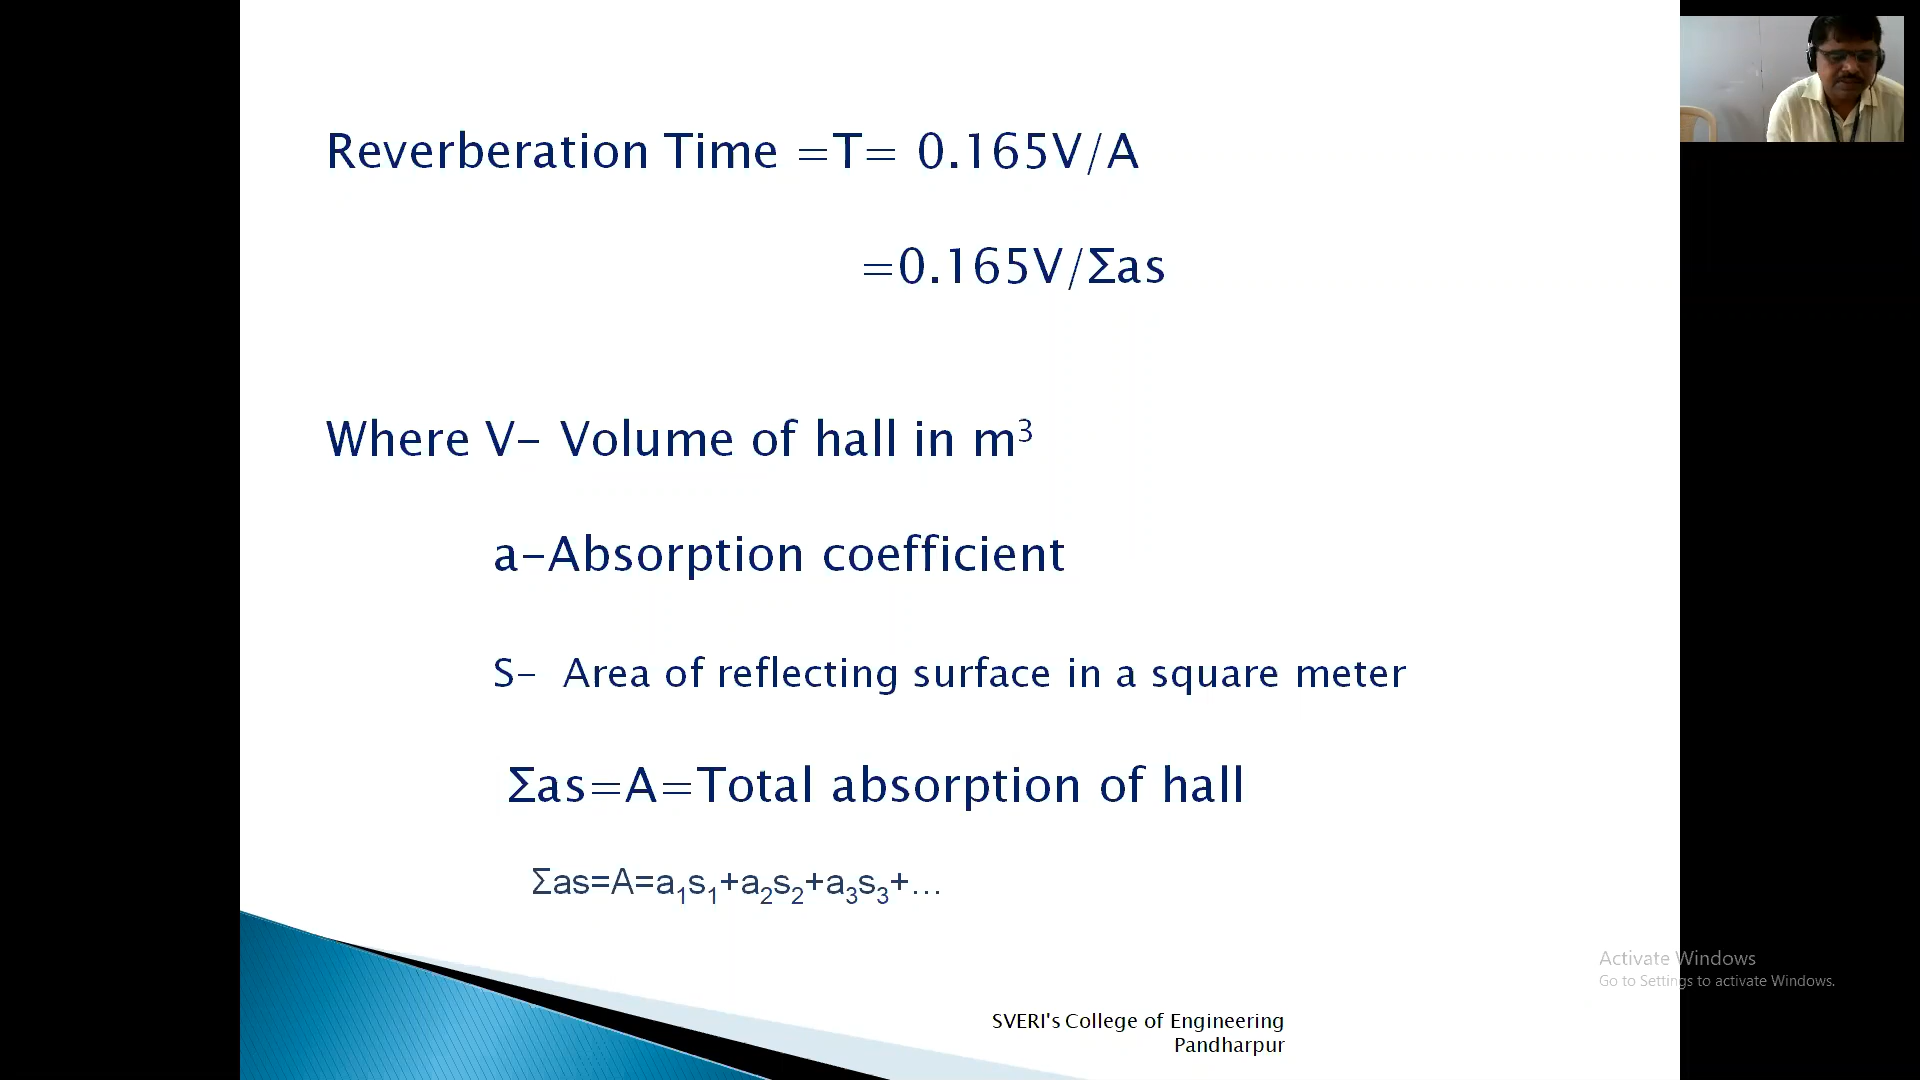 Reverberation Time =T= 0.165V/A
=0.165V/Σas
Where V- Volume of hall in m³
a-Absorption coefficient
S- Area of reflecting surface in a square meter
Σas=A=Total absorption of hall
Σas=A=a₁s₁+a₂s₂+a₃s₃+...
Activate Windows
Go to Settings to activate Windows.
SVERI's College of Engineering
Pandharpur